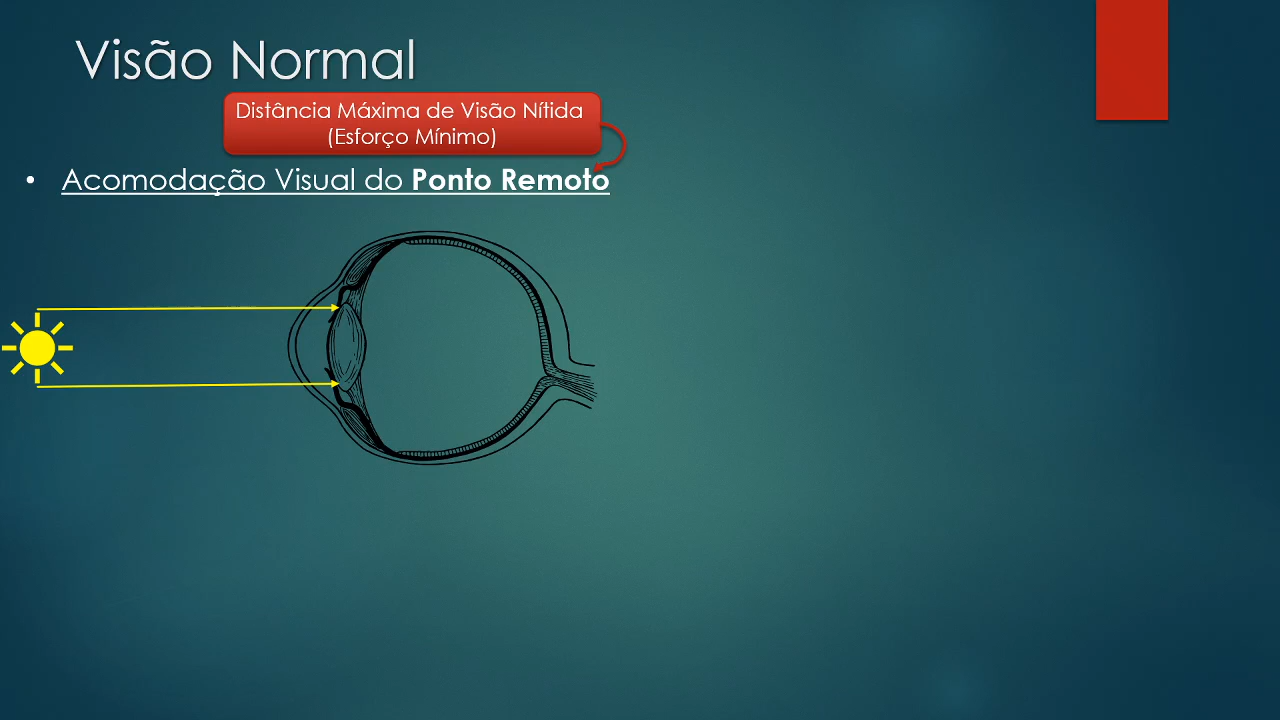 Visão Normal
Distância Máxima de Visão Nítida
(Esforço Mínimo)
• Acomodação Visual do Ponto Remoto